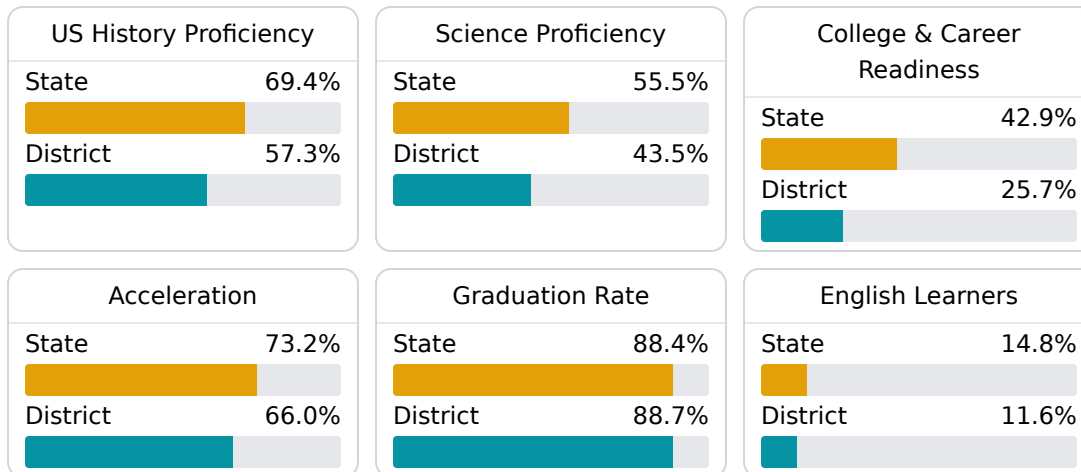 US History Proficiency
State 69.4%
District 57.3%
Science Proficiency
State 55.5%
District 43.5%
College & Career
Readiness
State 42.9%
District 25.7%
Acceleration
State 73.2%
District 66.0%
Graduation Rate
State 88.4%
District 88.7%
English Learners
State 14.8%
District 11.6%